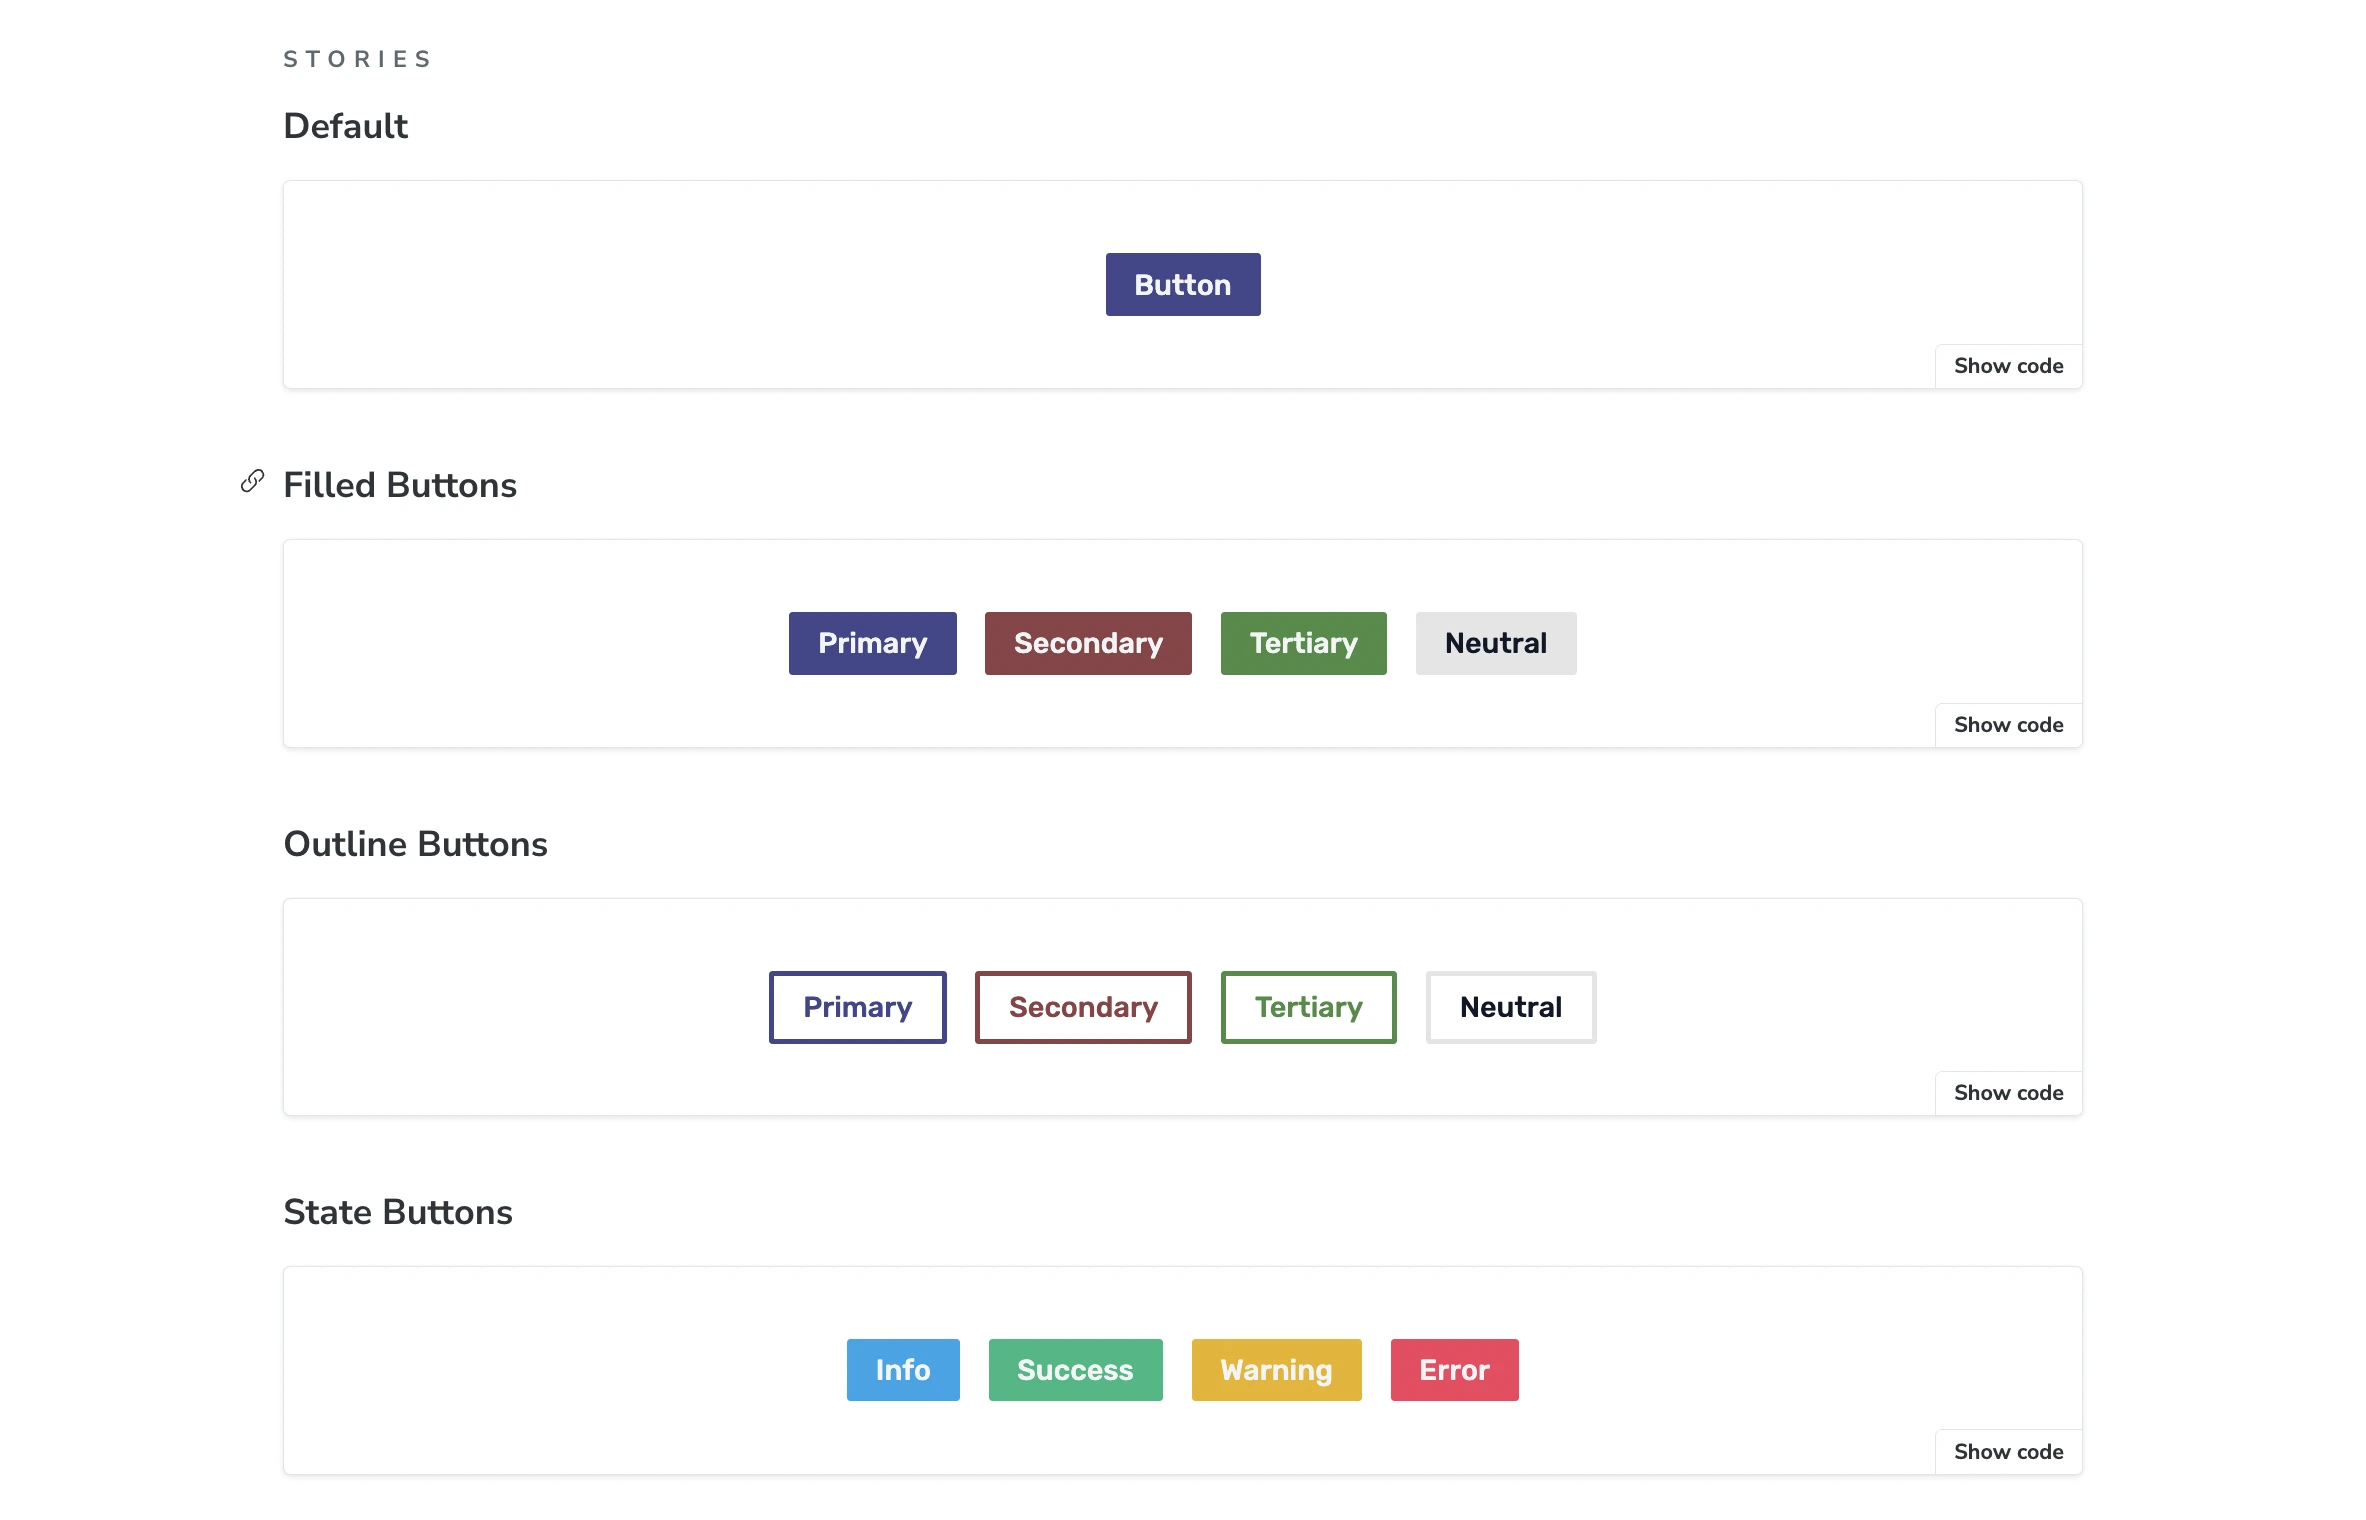 STORIES
Default
Button
Show code
Filled Buttons
Primary Secondary Tertiary Neutral
Show code
Outline Buttons
Primary Secondary Tertiary Neutral
Show code
State Buttons
Info Success Warning Error
Show code